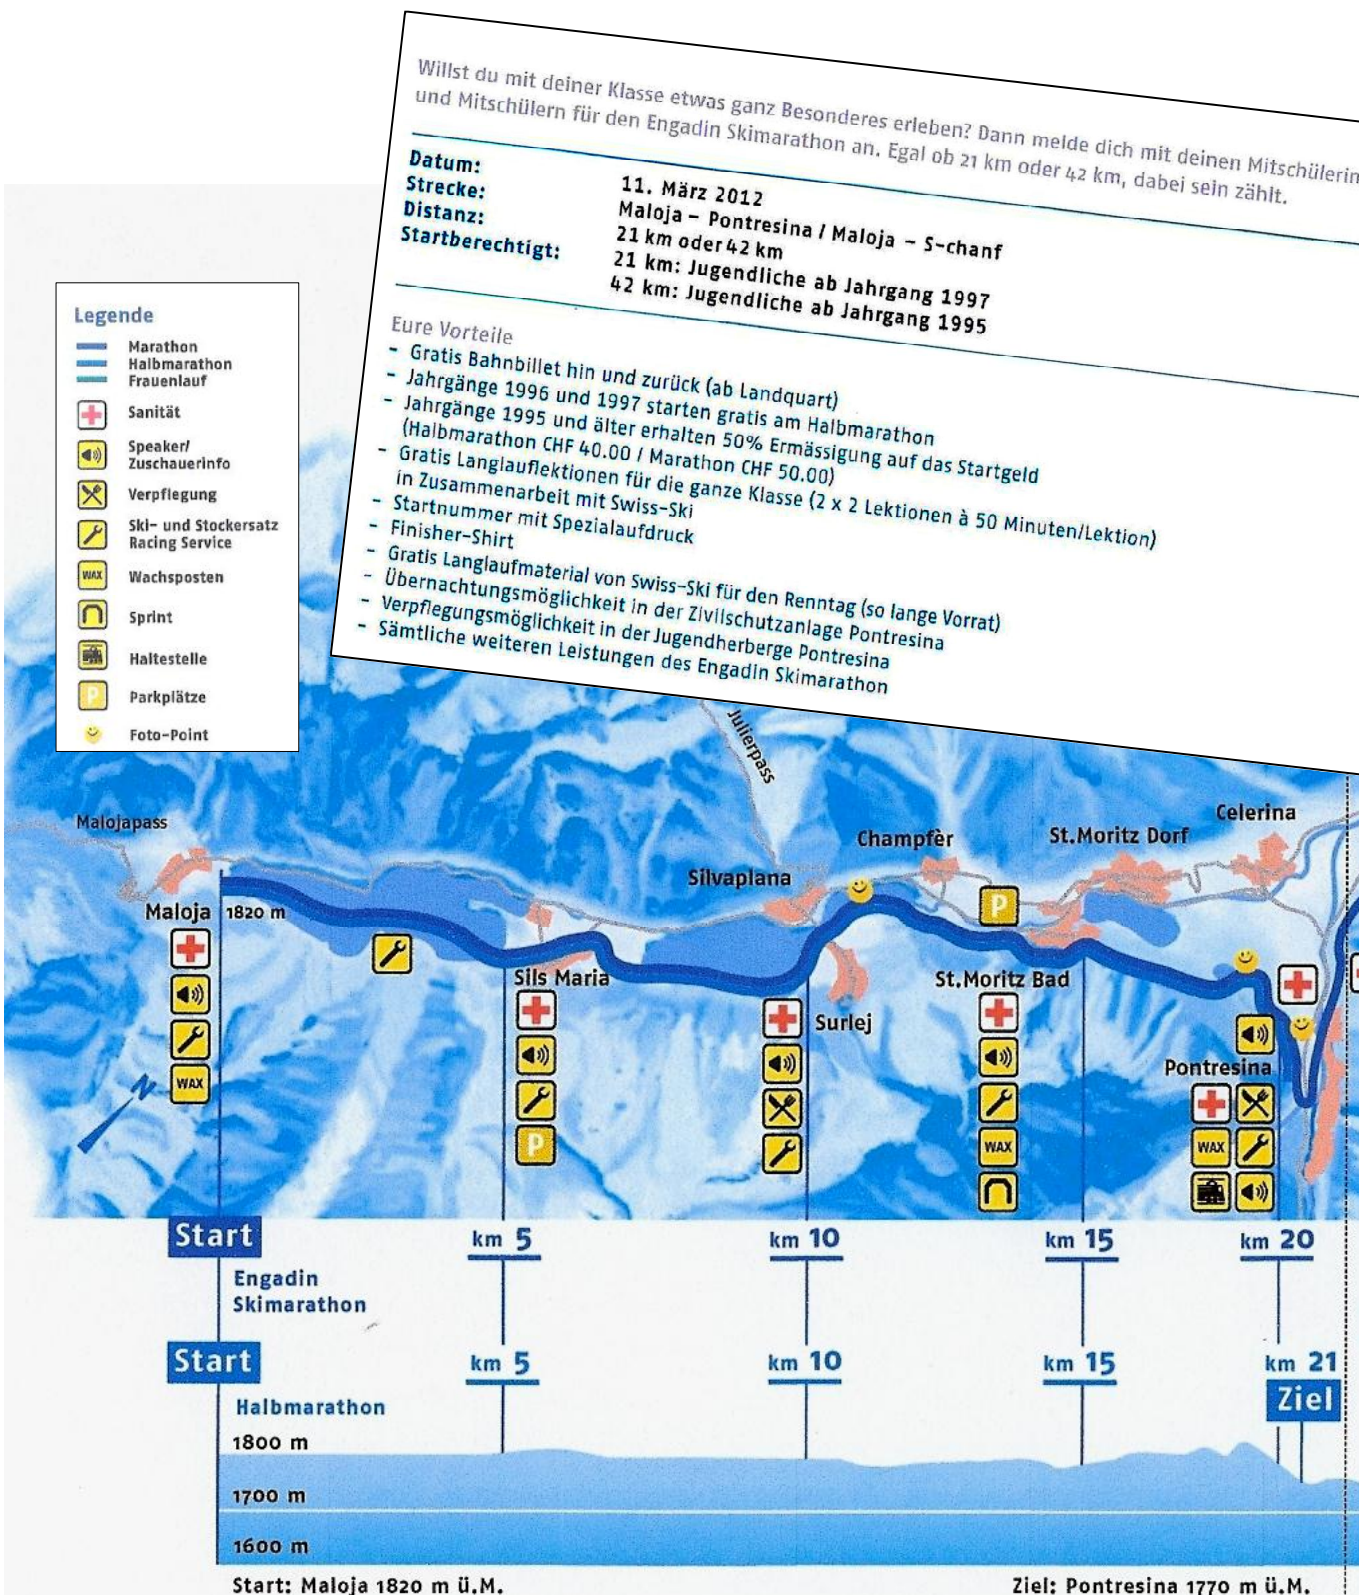 Willst du mit deiner Klasse etwas ganz Besonderes erleben? Dann melde dich mit deinen Mitschülerin
und Mitschülern für den Engadin Skimarathon an. Egal ob 21 km oder 42 km, dabei sein zählt.
Datum: 11. März 2012
Strecke: Maloja – Pontresina / Maloja – S-chanf
Distanz: 21 km oder 42 km
Startberechtigt: 21 km: Jugendliche ab Jahrgang 1997
42 km: Jugendliche ab Jahrgang 1995
Eure Vorteile
- Gratis Bahnbillet hin und zurück (ab Landquart)
- Jahrgänge 1996 und 1997 starten gratis am Halbmarathon
- Jahrgänge 1995 und älter erhalten 50% Ermässigung auf das Startgeld
(Halbmarathon CHF 40.00 / Marathon CHF 50.00)
- Gratis Langlauflektionen für die ganze Klasse (2 x 2 Lektionen à 50 Minuten/Lektion)
in Zusammenarbeit mit Swiss-Ski
- Startnummer mit Spezialaufdruck
- Finisher-Shirt
- Gratis Langlaufmaterial von Swiss-Ski für den Renntag (so lange Vorrat)
- Übernachtungsmöglichkeit in der Zivilschutzanlage Pontresina
- Verpflegungsmöglichkeit in der Jugendherberge Pontresina
- Sämtliche weiteren Leistungen des Engadin Skimarathon
Legende
Marathon
Halbmarathon
Frauenlauf
Sanität
Speaker/
Zuschauerinfo
Verpflegung
Ski- und Stockersatz
Racing Service
WAX Wachsposten
Sprint
Haltestelle
P Parkplätze
Foto-Point
Julierpass
Malojapass
Celerina
Champfèr
St.Moritz Dorf
Silvaplana
P
Maloja 1820 m
Sils Maria
St.Moritz Bad
Surlej
Pontresina
WAX
N
P
WAX
WAX
Start km 5 km 10 km 15 km 20
Engadin
Skimarathon
Start km 5 km 10 km 15 km 21
Ziel
Halbmarathon
1800 m
1700 m
1600 m
Start: Maloja 1820 m ü.M. Ziel: Pontresina 1770 m ü.M.